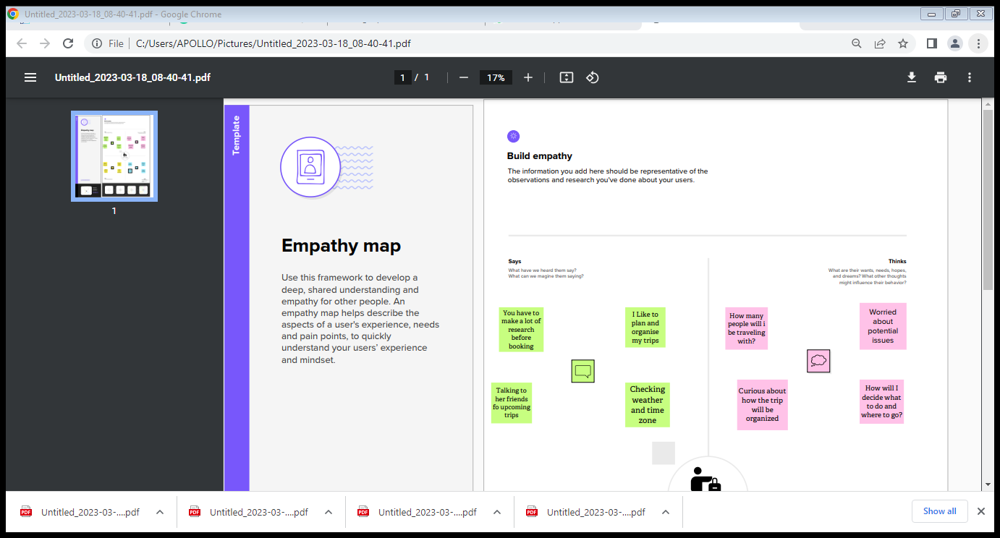 Untitled_2023-03-18_08-40-41.pdf - Google Chrome
File | C:/Users/APOLLO/Pictures/Untitled_2023-03-18_08-40-41.pdf
Untitled_2023-03-18_08-40-41.pdf
1 / 1
17%
1
Template
Empathy map
Use this framework to develop a
deep, shared understanding and
empathy for other people. An
empathy map helps describe the
aspects of a user's experience, needs
and pain points, to quickly
understand your users' experience
and mindset.
Build empathy
The information you add here should be representative of the
observations and research you've done about your users.
Says
What have we heard them say?
What can we magine them saying?
Thinks
What are their wants, needs, hopes,
and dreams? What other thoughts
might influence their behavior?
You have to
make a lot of
research
before
booking
I Like to
plan and
organise
my trips
How many
people will i
be traveling
with?
Worried
about
potential
issues
Talking to
her friends
fo upcoming
trips
Checking
weather
and time
zone
Curious about
how the trip
will be
organized
How will I
decide what
to do and
where to go?
Untitled_2023-03-....pdf
Untitled_2023-03-....pdf
Untitled_2023-03-....pdf
Untitled_2023-03-....pdf
Show all